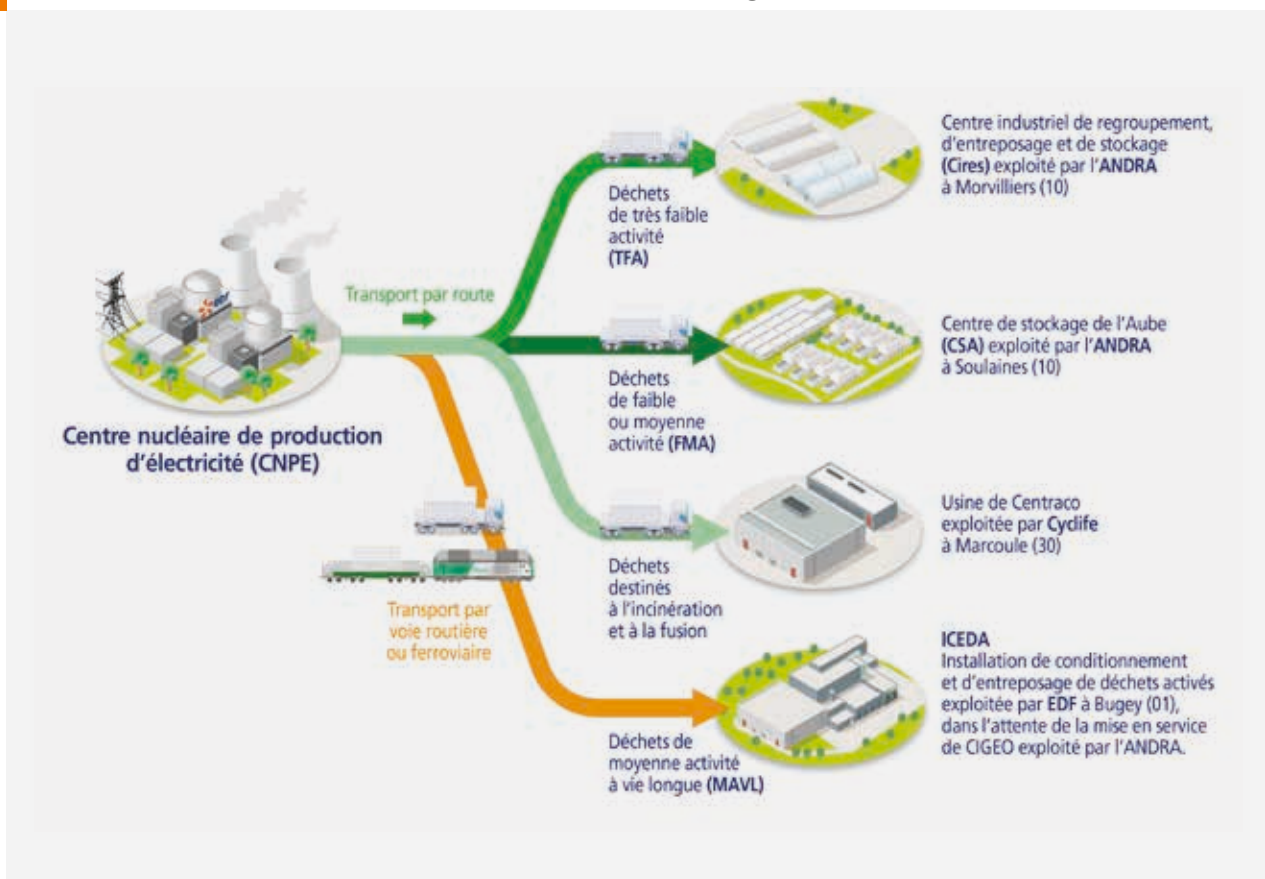 Centre industriel de regroupement,
d'entreposage et de stockage
(Cires) exploité par l'ANDRA
à Morvilliers (10)
Déchets
de très faible
activité
(TFA)
edf
Transport par route
Centre de stockage de l'Aube
(CSA) exploité par l'ANDRA
à Soulaines (10)
Déchets
de faible
ou moyenne
activité (FMA)
Centre nucléaire de production
d'électricité (CNPE)
Usine de Centraco
exploitée par Cyclife
à Marcoule (30)
Déchets
destinés
à l'incinération
et à la fusion
Transport par
voie routière
ou ferroviaire
ICEDA
Installation de conditionnement
et d'entreposage de déchets activés
exploitée par EDF à Bugey (01),
dans l'attente de la mise en service
de CIGEO exploité par l'ANDRA.
Déchets de
moyenne activité
à vie longue (MAVL)